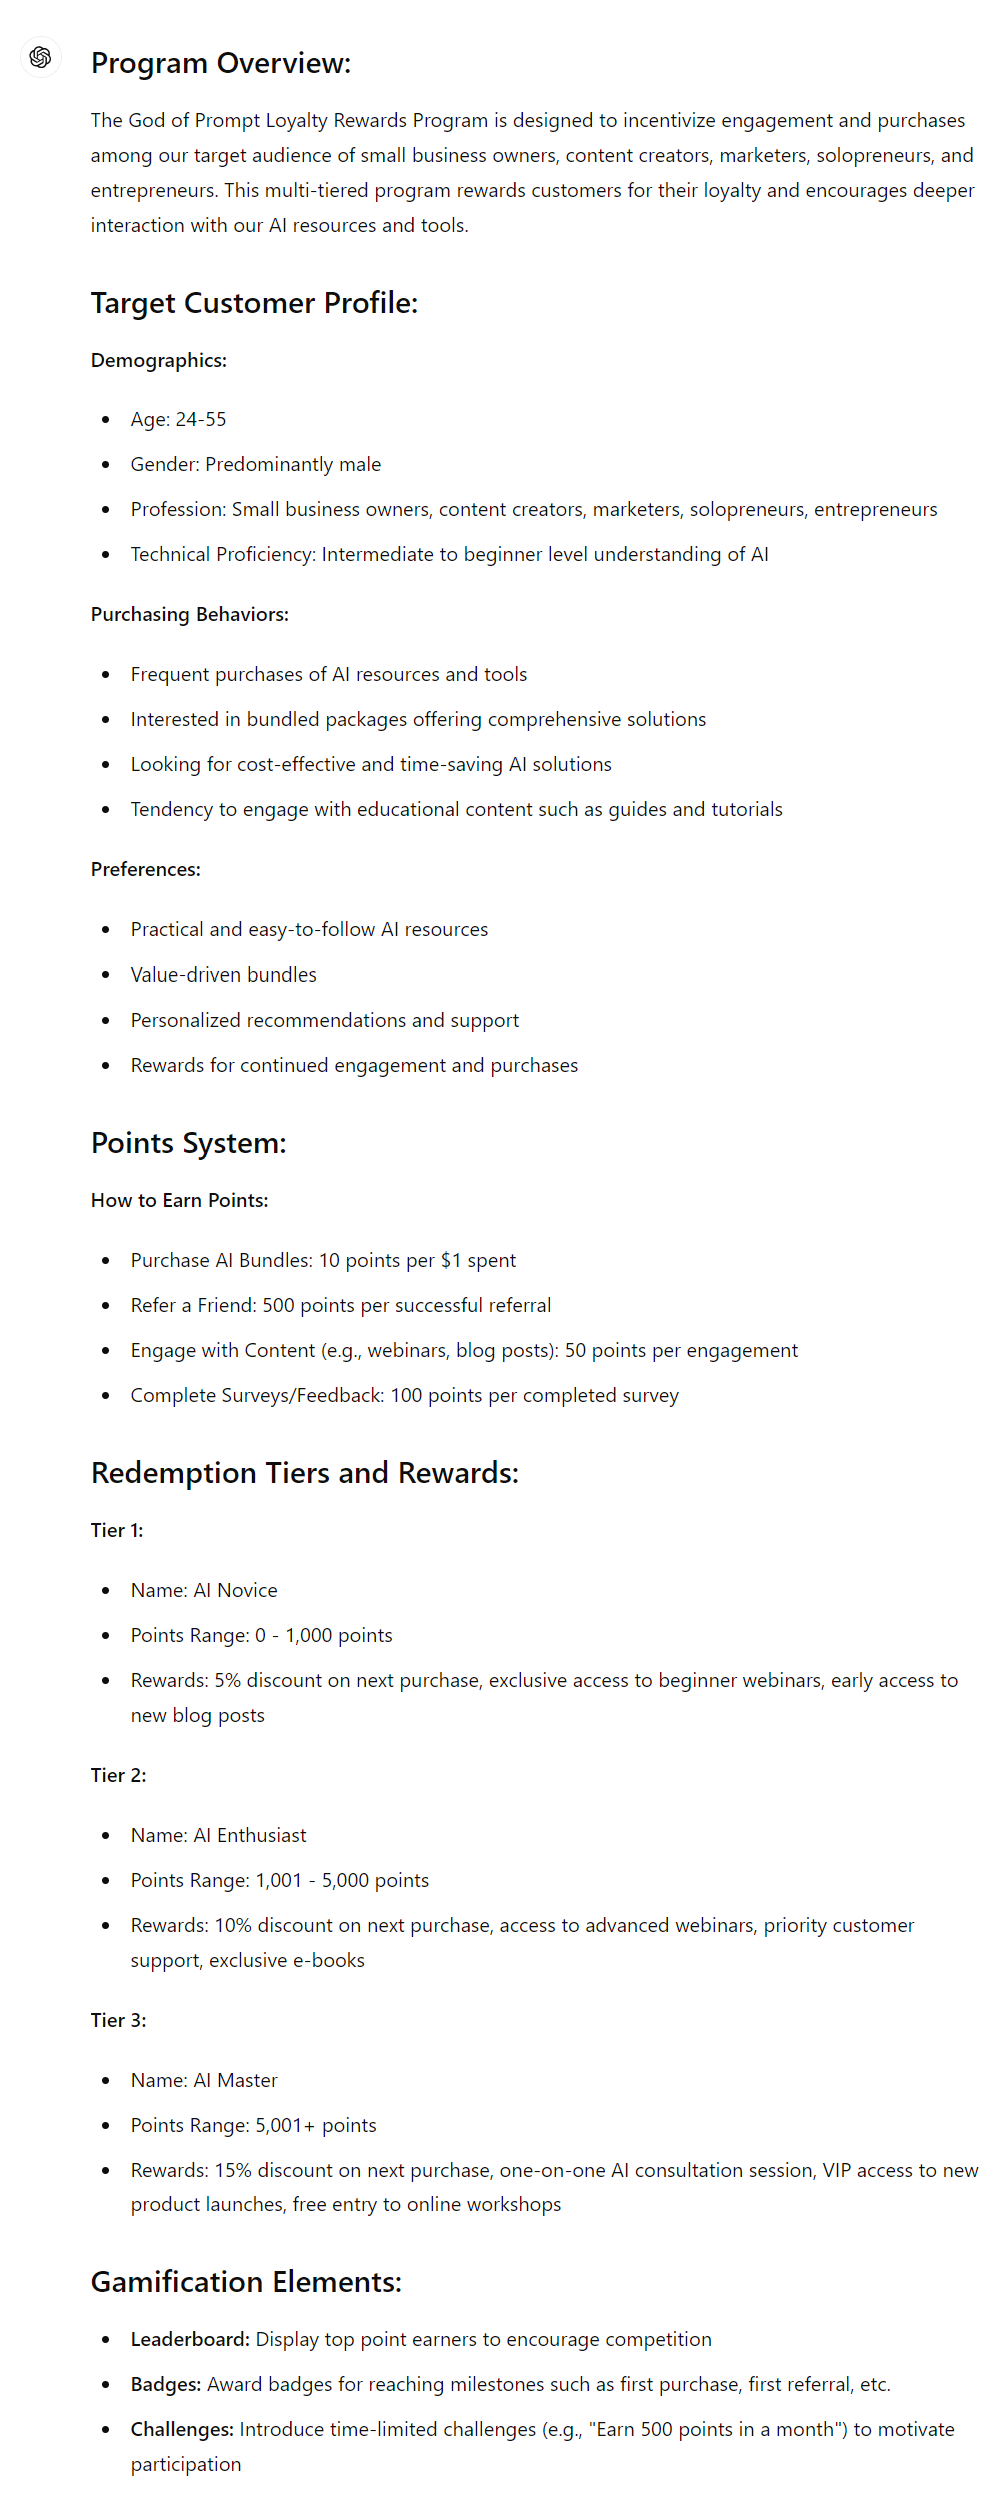 Program Overview:
The God of Prompt Loyalty Rewards Program is designed to incentivize engagement and purchases
among our target audience of small business owners, content creators, marketers, solopreneurs, and
entrepreneurs. This multi-tiered program rewards customers for their loyalty and encourages deeper
interaction with our AI resources and tools.
Target Customer Profile:
Demographics:
• Age: 24-55
• Gender: Predominantly male
• Profession: Small business owners, content creators, marketers, solopreneurs, entrepreneurs
• Technical Proficiency: Intermediate to beginner level understanding of AI
Purchasing Behaviors:
• Frequent purchases of AI resources and tools
• Interested in bundled packages offering comprehensive solutions
• Looking for cost-effective and time-saving AI solutions
• Tendency to engage with educational content such as guides and tutorials
Preferences:
• Practical and easy-to-follow AI resources
• Value-driven bundles
• Personalized recommendations and support
• Rewards for continued engagement and purchases
Points System:
How to Earn Points:
• Purchase AI Bundles: 10 points per $1 spent
• Refer a Friend: 500 points per successful referral
• Engage with Content (e.g., webinars, blog posts): 50 points per engagement
• Complete Surveys/Feedback: 100 points per completed survey
Redemption Tiers and Rewards:
Tier 1:
• Name: AI Novice
• Points Range: 0 - 1,000 points
• Rewards: 5% discount on next purchase, exclusive access to beginner webinars, early access to
new blog posts
Tier 2:
• Name: AI Enthusiast
• Points Range: 1,001 - 5,000 points
• Rewards: 10% discount on next purchase, access to advanced webinars, priority customer
support, exclusive e-books
Tier 3:
• Name: AI Master
• Points Range: 5,001+ points
• Rewards: 15% discount on next purchase, one-on-one AI consultation session, VIP access to new
product launches, free entry to online workshops
Gamification Elements:
• Leaderboard: Display top point earners to encourage competition
• Badges: Award badges for reaching milestones such as first purchase, first referral, etc.
• Challenges: Introduce time-limited challenges (e.g., "Earn 500 points in a month") to motivate
participation